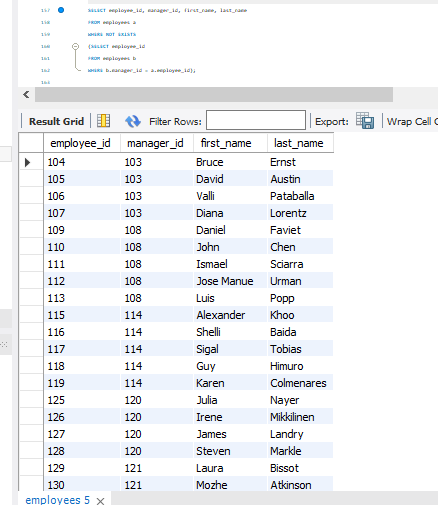 157 SELECT employee_id, manager_id, first_name, last_name
158 FROM employees a
159 WHERE NOT EXISTS
160 (SELECT employee_id
161 FROM employees b
162 WHERE b.manager_id = a.employee_id);
163
Result Grid Filter Rows: Export: Wrap Cell C
employee_id manager_id first_name last_name
104 103 Bruce Ernst
105 103 David Austin
106 103 Valli Pataballa
107 103 Diana Lorentz
109 108 Daniel Faviet
110 108 John Chen
111 108 Ismael Sciarra
112 108 Jose Manue Urman
113 108 Luis Popp
115 114 Alexander Khoo
116 114 Shelli Baida
117 114 Sigal Tobias
118 114 Guy Himuro
119 114 Karen Colmenares
125 120 Julia Nayer
126 120 Irene Mikkilinen
127 120 James Landry
128 120 Steven Markle
129 121 Laura Bissot
130 121 Mozhe Atkinson
employees 5